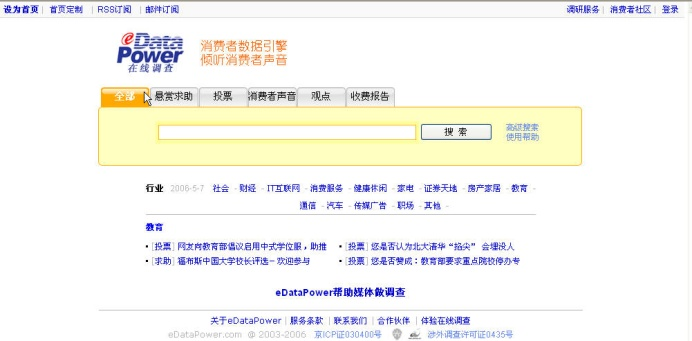 设为首页 | 首页定制 | RSS订阅 | 邮件订阅 调研服务 | 消费者社区 | 登录
eData Power
在线调查
消费者数据引擎
倾听消费者声音
全部 悬赏求助 投票 消费者声音 观点 收费报告
搜 索
高级搜索
使用帮助
行业 2006-5-7 社会 - 财经 - IT互联网 - 消费服务 - 健康休闲 - 家电 - 证券天地 - 房产家居 - 教育 -
通信 - 汽车 - 传媒广告 - 职场 - 其他 -
教育
• [投票] 网友向教育部倡议启用中式学位服,助推 • [投票] 您是否认为北大清华“掐尖” 会埋没人
• [求助] 福布斯中国大学校长评选-欢迎参与 • [投票] 您是否赞成:教育部要求重点院校停办专
eDataPower帮助媒体做调查
关于eDataPower | 服务条款 | 联系我们 | 合作伙伴 | 体验在线调查
eDataPower.com @ 2003-2006 京ICP证030400号 涉外调查许可证0435号